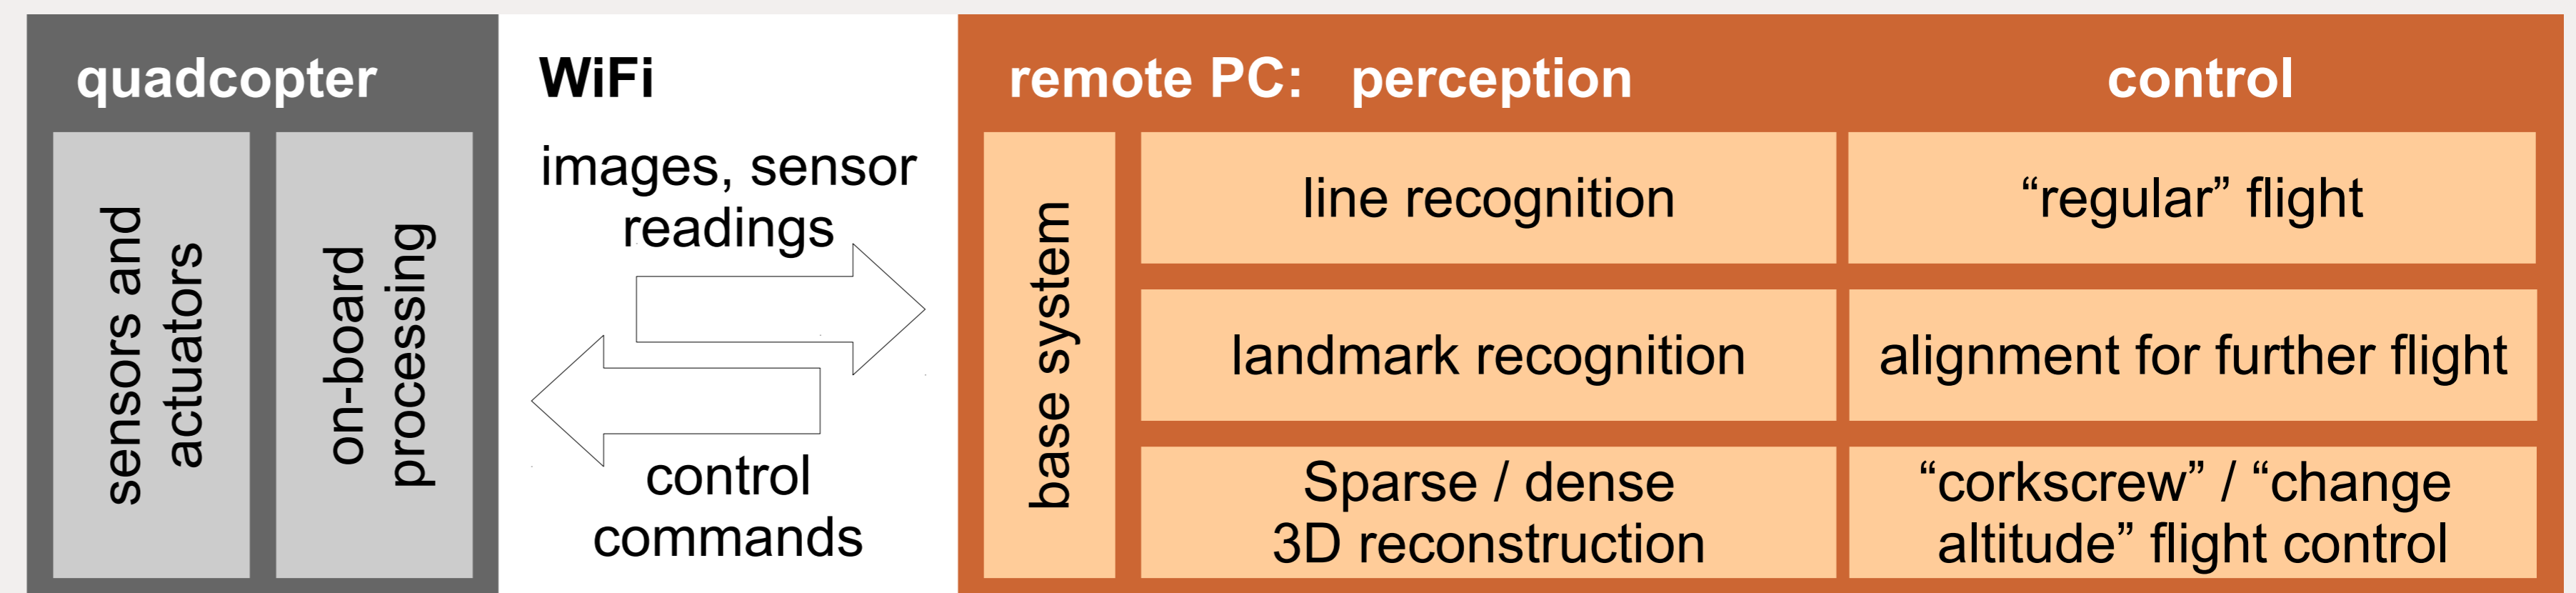 quadcopter
sensors and
actuators
on-board
processing
WiFi
images, sensor
readings
control
commands
remote PC: perception
control
base system
line recognition
“regular” flight
landmark recognition
alignment for further flight
Sparse / dense
3D reconstruction
“corkscrew” / “change
altitude” flight control